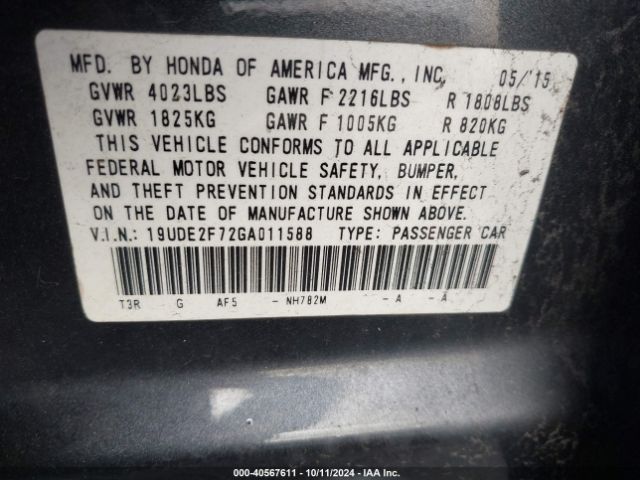 MFD. BY HONDA OF AMERICA MFG., INC. 05/'15
GVWR 4023LBS GAWR F 2216LBS R 1808LBS
GVWR 1825KG GAWR F 1005KG R 820KG
THIS VEHICLE CONFORMS TO ALL APPLICABLE
FEDERAL MOTOR VEHICLE SAFETY, BUMPER,
AND THEFT PREVENTION STANDARDS IN EFFECT
ON THE DATE OF MANUFACTURE SHOWN ABOVE.
V.I.N.: 19UDE2F72GA011588 TYPE: PASSENGER CAR
T3R G AF5 - NH782M - A - A
000-40567611 - 10/11/2024 - IAA Inc.